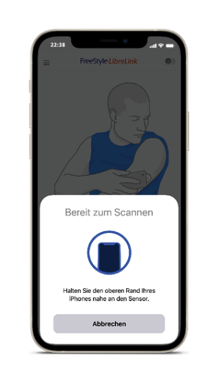 22:38
FreeStyle LibreLink
Bereit zum Scannen
Halten Sie den oberen Rand Ihres
iPhones nahe an den Sensor.
Abbrechen